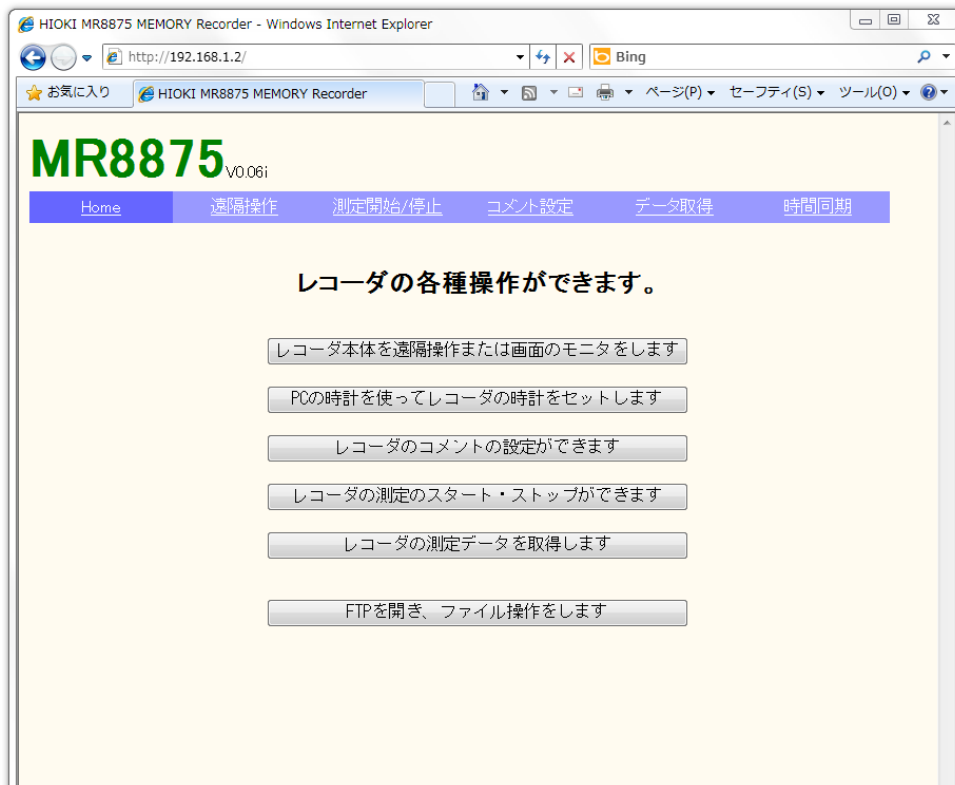 HIOKI MR8875 MEMORY Recorder - Windows Internet Explorer
http://192.168.1.2/
Bing
お気に入り
HIOKI MR8875 MEMORY Recorder
ページ(P)
セーフティ(S)
ツール(O)
MR8875 V0.06i
Home 遠隔操作 測定開始/停止 コメント設定 データ取得 時間同期
レコーダの各種操作ができます。
レコーダ本体を遠隔操作または画面のモニタをします
PCの時計を使ってレコーダの時計をセットします
レコーダのコメントの設定ができます
レコーダの測定のスタート・ストップができます
レコーダの測定データを取得します
FTPを開き、ファイル操作をします